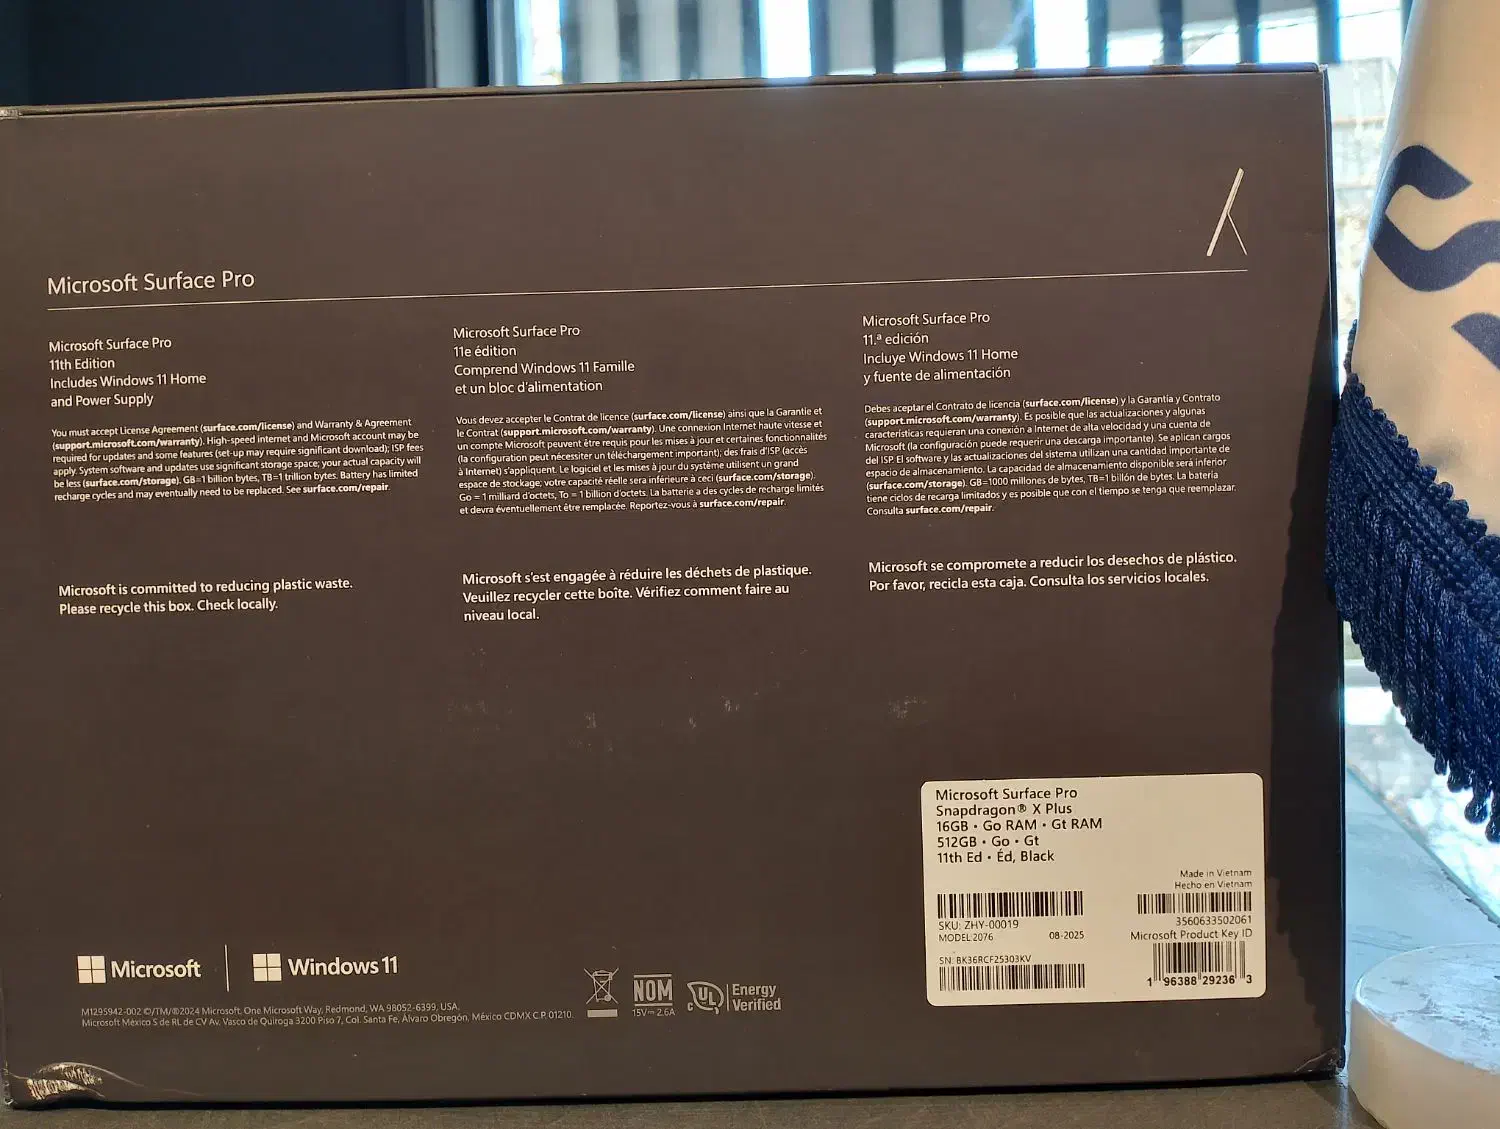 Microsoft Surface Pro
Microsoft Surface Pro
11th Edition
Includes Windows 11 Home
and Power Supply
You must accept License Agreement (surface.com/license) and Warranty & Agreement
(support.microsoft.com/warranty). High-speed internet and Microsoft account may be
required for updates and some features (set-up may require significant download); ISP fees
apply. System software and updates use significant storage space; your actual capacity will
be less (surface.com/storage). GB=1 billion bytes, TB=1 trillion bytes. Battery has limited
recharge cycles and may eventually need to be replaced. See surface.com/repair.
Microsoft is committed to reducing plastic waste.
Please recycle this box. Check locally.
Microsoft Surface Pro
11e édition
Comprend Windows 11 Famille
et un bloc d'alimentation
Vous devez accepter le Contrat de licence (surface.com/license) ainsi que la Garantie et
le Contrat (support.microsoft.com/warranty). Une connexion Internet haute vitesse et
un compte Microsoft peuvent être requis pour les mises à jour et certaines fonctionnalités
(la configuration peut nécessiter un téléchargement important); des frais d'ISP (accès
à Internet) s'appliquent. Le logiciel et les mises à jour du système utilisent un grand
espace de stockage; votre capacité réelle sera inférieure à ceci (surface.com/storage).
Go = 1 milliard d'octets, To = 1 billion d'octets. La batterie a des cycles de recharge limités
et devra éventuellement être remplacée. Reportez-vous à surface.com/repair.
Microsoft s'est engagée à réduire les déchets de plastique.
Veuillez recycler cette boîte. Vérifiez comment faire au
niveau local.
Microsoft Surface Pro
11.ª edición
Incluye Windows 11 Home
y fuente de alimentación
Debes aceptar el Contrato de licencia (surface.com/license) y la Garantía y Contrato
(support.microsoft.com/warranty). Es posible que las actualizaciones y algunas
características requieran una conexión a Internet de alta velocidad y una cuenta de
Microsoft (la configuración puede requerir una descarga importante). Se aplican cargos
del ISP. El software y las actualizaciones del sistema utilizan una cantidad importante de
espacio de almacenamiento. La capacidad de almacenamiento disponible será inferior
(surface.com/storage). GB=1000 millones de bytes, TB=1 billón de bytes. La batería
tiene ciclos de recarga limitados y es posible que con el tiempo se tenga que reemplazar.
Consulta surface.com/repair.
Microsoft se compromete a reducir los desechos de plástico.
Por favor, recicla esta caja. Consulta los servicios locales.
Microsoft Surface Pro
Snapdragon® X Plus
16GB • Go RAM • Gt RAM
512GB • Go • Gt
11th Ed • Éd, Black
Made in Vietnam
Hecho en Vietnam
SKU: ZHY-00019
MODEL:2076 08-2025
3560633502061
Microsoft Product Key ID
SN: BK36RCF25303KV
1 96388 29236 3
Microsoft
Windows 11
M1295942-002 ©/TM/®2024 Microsoft, One Microsoft Way, Redmond, WA 98052-6399, USA.
Microsoft México S de RL de CV Av. Vasco de Quiroga 3200 Piso 7, Col. Santa Fe, Álvaro Obregón, México CDMX C.P. 01210.
NOM
15V⎓2.6A
c UL
Energy
Verified